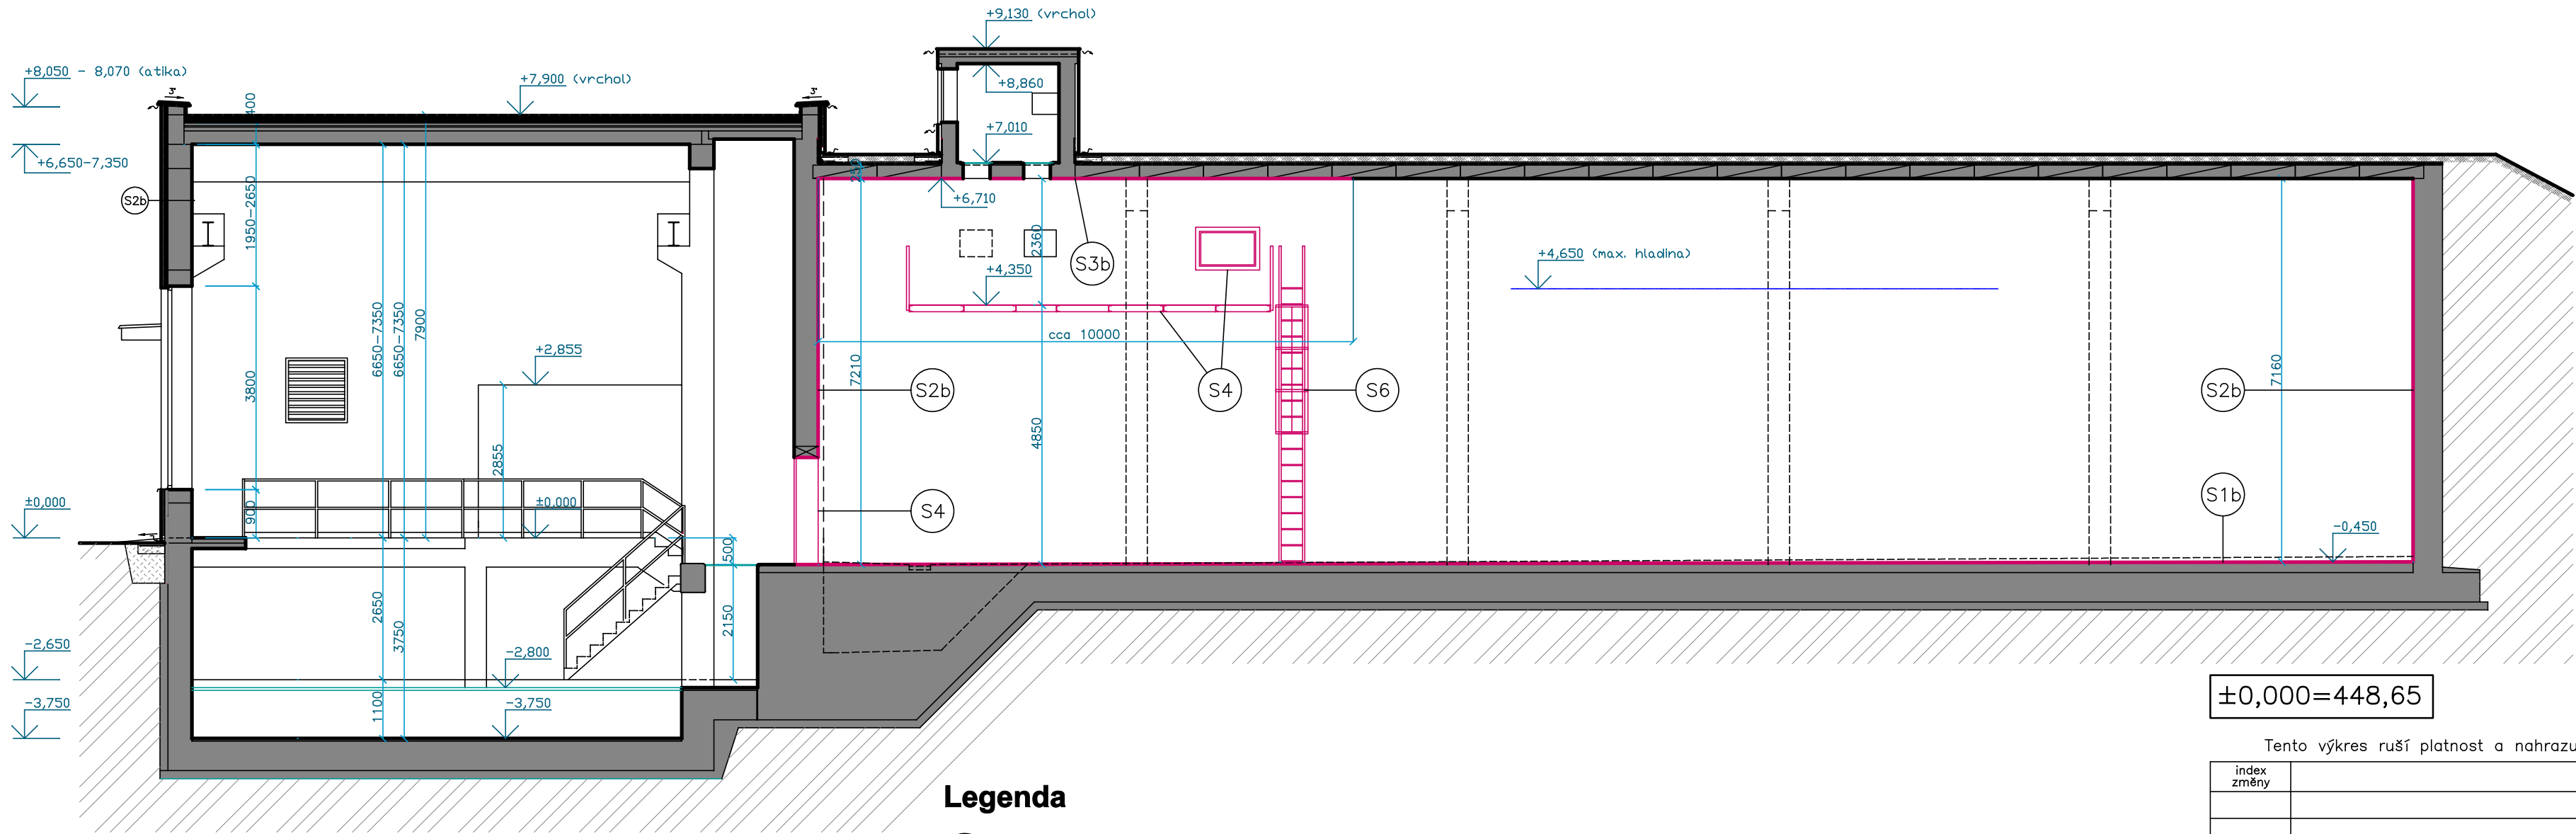 +9,130 (vrchol)
+8,050 - 8,070 (atika)
+7,900 (vrchol)
3°
3°
400
+8,860
+7,010
+6,650-7,350
250
S2b
+6,710
1950-2650
2360
S3b
+4,350
+4,650 (max. hladina)
cca 10000
6650-7350
6650-7350
7900
+2,855
3800
7210
7160
S2b
S4
S6
S2b
4850
2855
S1b
±0,000
±0,000
900
S4
-0,450
500
2650
3750
2150
-2,650
-2,800
-3,750
1100
-3,750
±0,000=448,65
Tento výkres ruší platnost a nahrazu
Legenda
index
změny